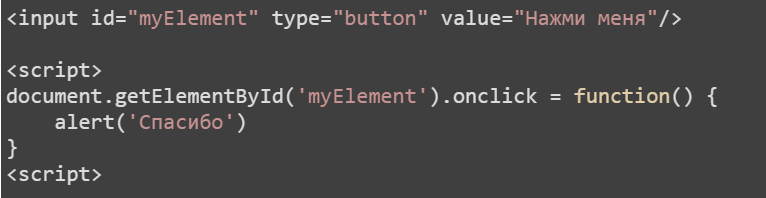 <input id="myElement" type="button" value="Нажми меня"/>
<script>
document.getElementById('myElement').onclick = function() {
    alert('Спасибо')
}
<script>